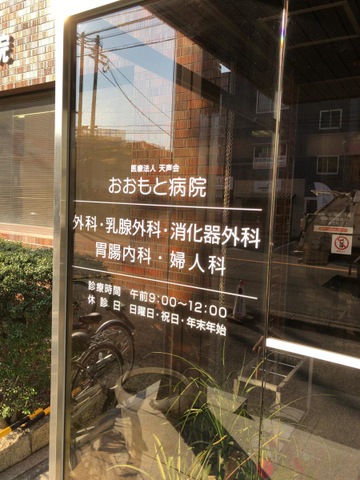 院
医療法人 天声会
おおもと病院
外科・乳腺外科・消化器外科
胃腸内科・婦人科
診療時間 午前9:00~12:00
休診日-日曜日・祝日・年末年始